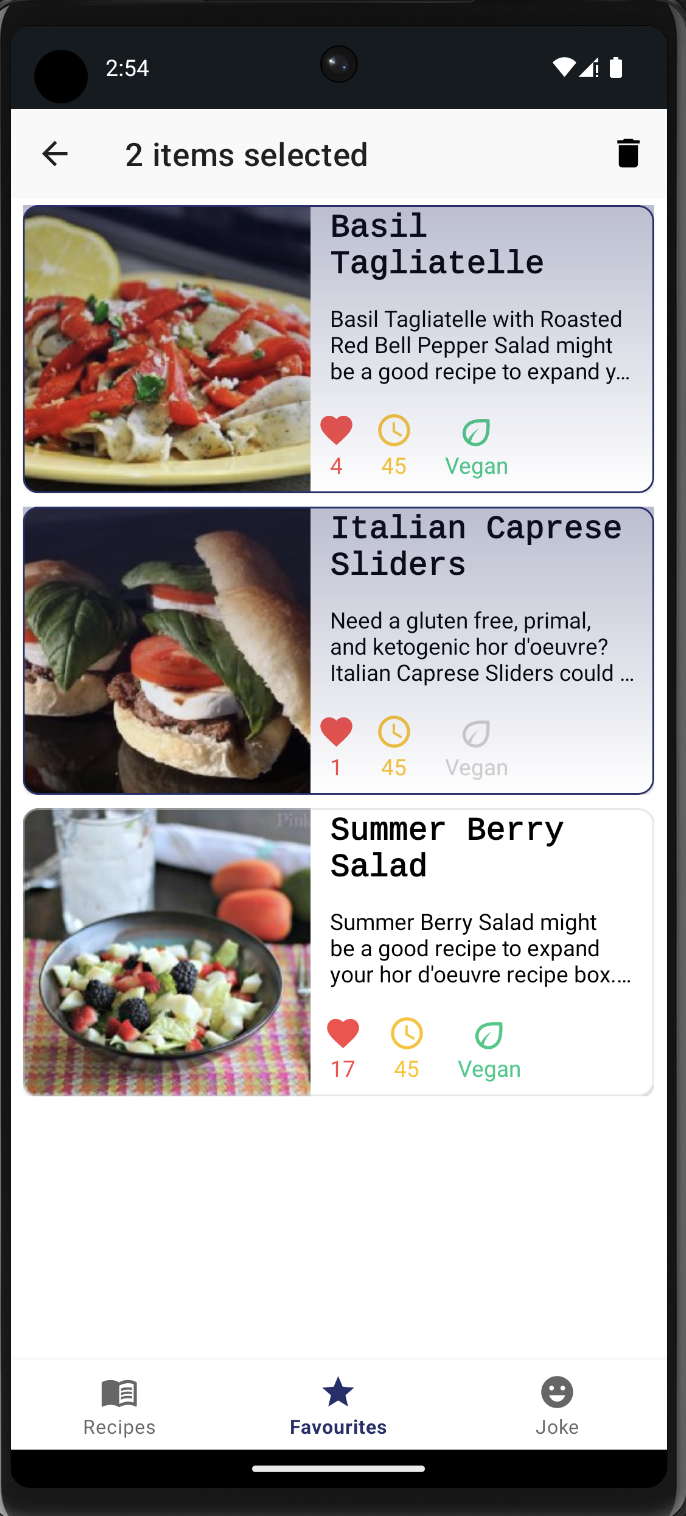 2:54
2 items selected
Basil
Tagliatelle
Basil Tagliatelle with Roasted
Red Bell Pepper Salad might
be a good recipe to expand y...
4
45
Vegan
Italian Caprese
Sliders
Need a gluten free, primal,
and ketogenic hor d'oeuvre?
Italian Caprese Sliders could ...
1
45
Vegan
Pink
Summer Berry
Salad
Summer Berry Salad might
be a good recipe to expand
your hor d'oeuvre recipe box....
17
45
Vegan
Recipes
Favourites
Joke